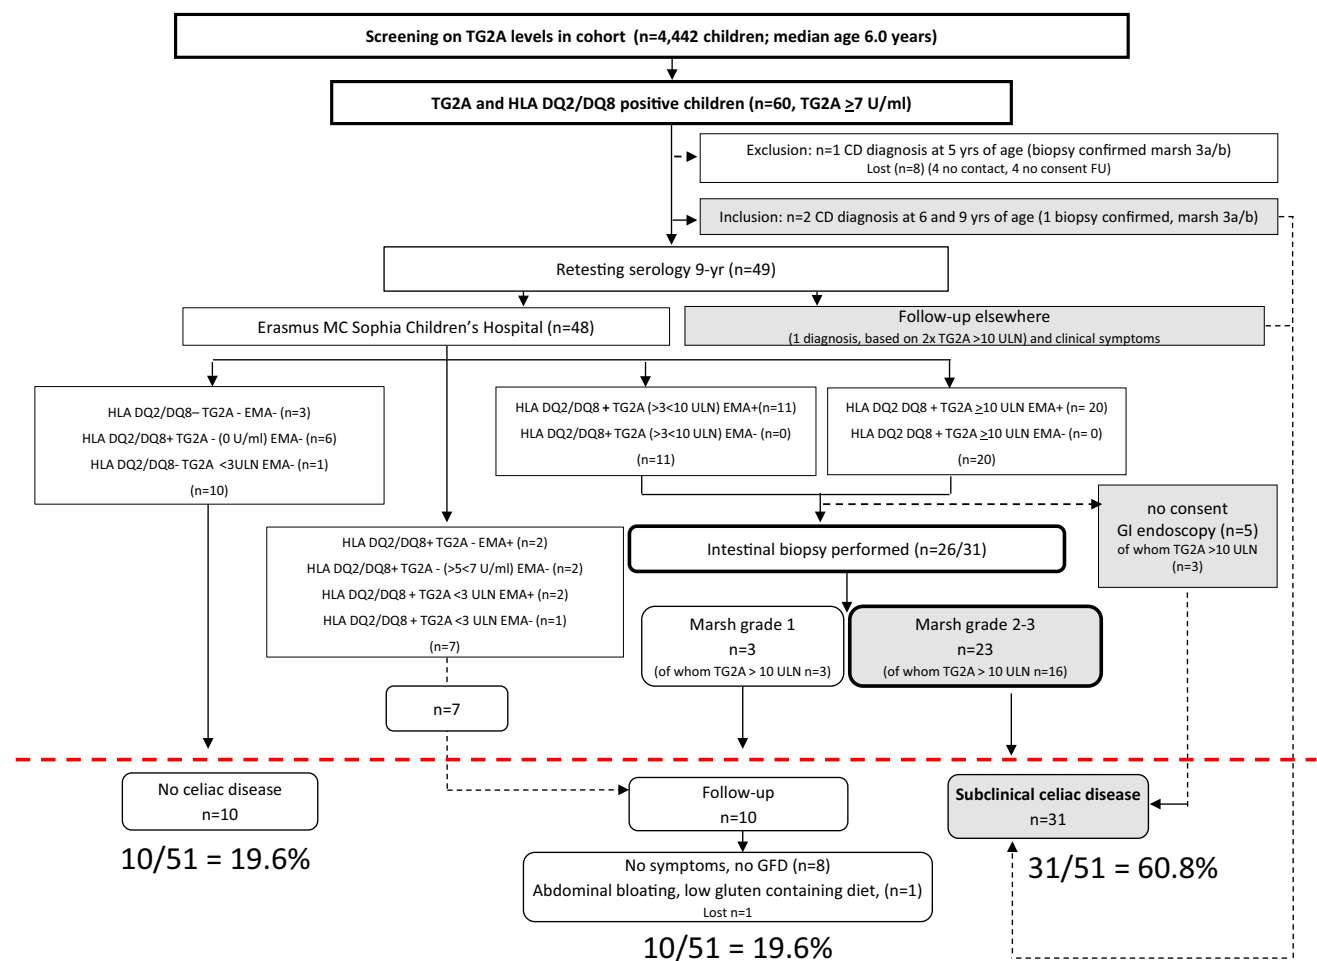 Screening on TG2A levels in cohort (n=4,442 children; median age 6.0 years)
TG2A and HLA DQ2/DQ8 positive children (n=60, TG2A ≥7 U/ml)
Exclusion: n=1 CD diagnosis at 5 yrs of age (biopsy confirmed marsh 3a/b)
Lost (n=8) (4 no contact, 4 no consent FU)
Inclusion: n=2 CD diagnosis at 6 and 9 yrs of age (1 biopsy confirmed, marsh 3a/b)
Retesting serology 9-yr (n=49)
Erasmus MC Sophia Children's Hospital (n=48)
Follow-up elsewhere
(1 diagnosis, based on 2x TG2A >10 ULN) and clinical symptoms
HLA DQ2/DQ8– TG2A - EMA- (n=3)
HLA DQ2/DQ8+ TG2A - (0 U/ml) EMA- (n=6)
HLA DQ2/DQ8- TG2A <3ULN EMA- (n=1)
(n=10)
HLA DQ2/DQ8 + TG2A (>3<10 ULN) EMA+(n=11)
HLA DQ2/DQ8+ TG2A (>3<10 ULN) EMA- (n=0)
(n=11)
HLA DQ2 DQ8 + TG2A ≥10 ULN EMA+ (n= 20)
HLA DQ2 DQ8 + TG2A ≥10 ULN EMA- (n= 0)
(n=20)
no consent
GI endoscopy (n=5)
of whom TG2A >10 ULN
(n=3)
HLA DQ2/DQ8+ TG2A - EMA+ (n=2)
HLA DQ2/DQ8+ TG2A - (>5<7 U/ml) EMA- (n=2)
HLA DQ2/DQ8 + TG2A <3 ULN EMA+ (n=2)
HLA DQ2/DQ8 + TG2A <3 ULN EMA- (n=1)
(n=7)
Intestinal biopsy performed (n=26/31)
Marsh grade 1
n=3
(of whom TG2A > 10 ULN n=3)
Marsh grade 2-3
n=23
(of whom TG2A > 10 ULN n=16)
n=7
No celiac disease
n=10
10/51 = 19.6%
Follow-up
n=10
No symptoms, no GFD (n=8)
Abdominal bloating, low gluten containing diet, (n=1)
Lost n=1
10/51 = 19.6%
Subclinical celiac disease
n=31
31/51 = 60.8%